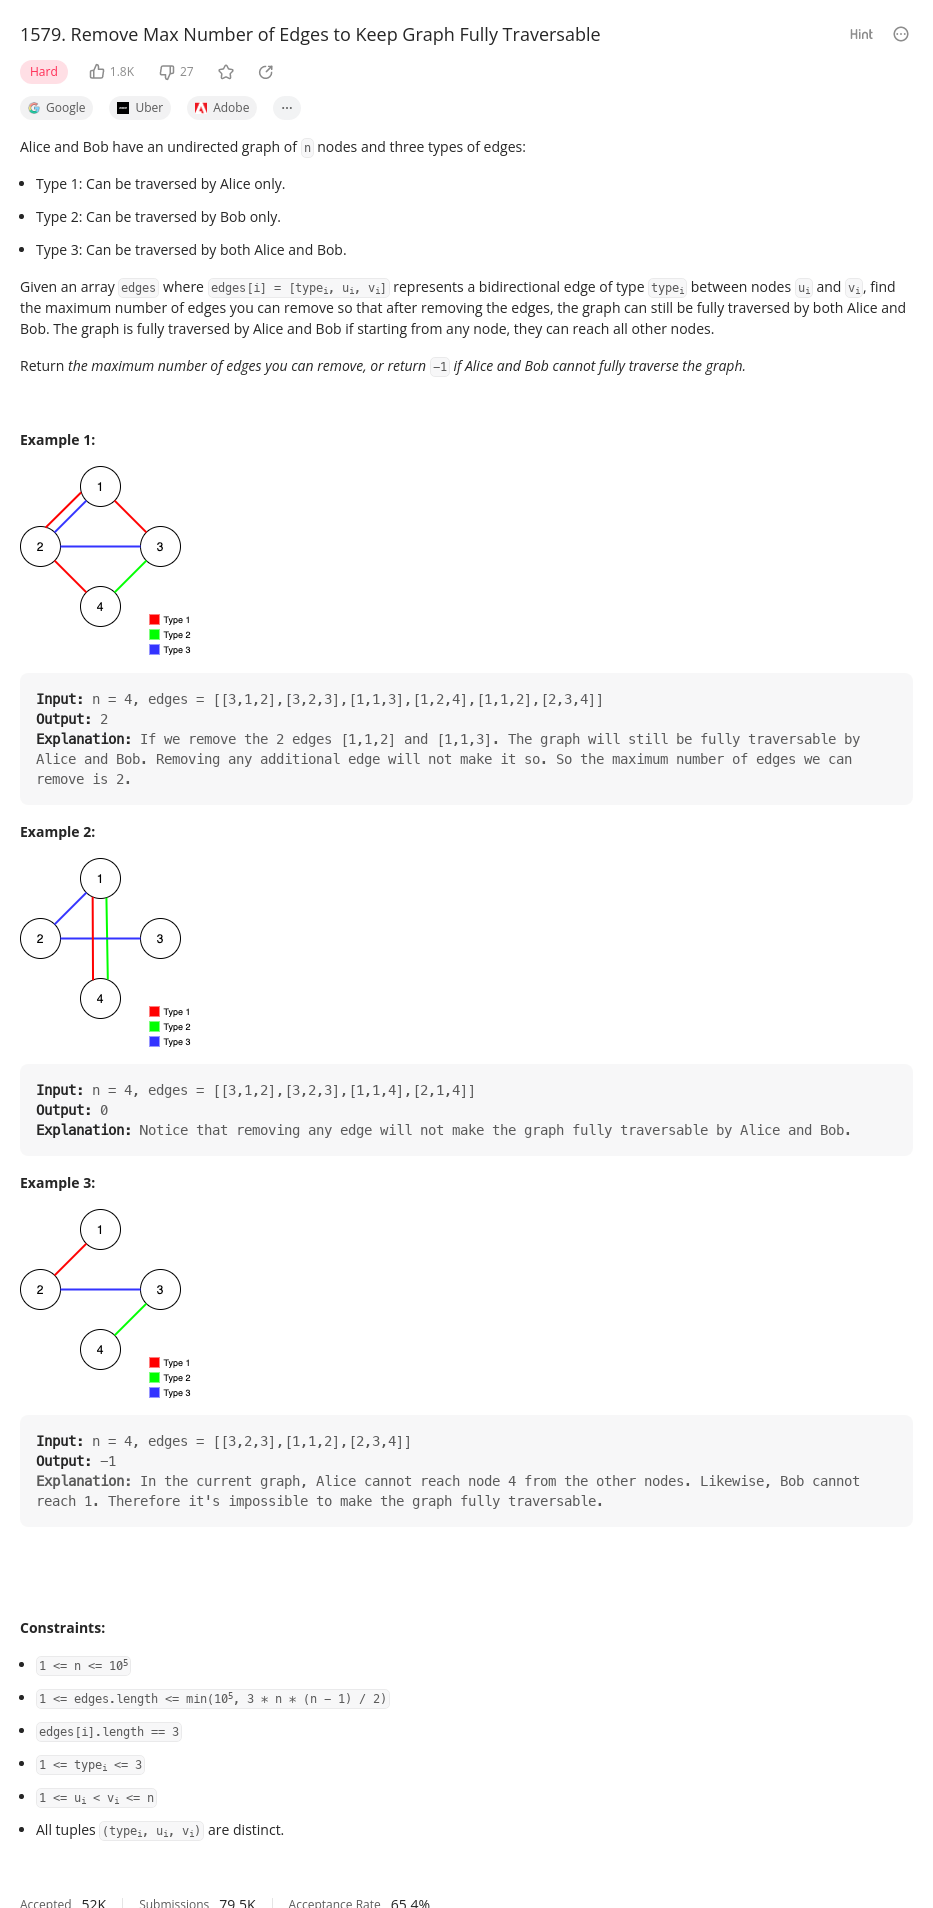 1579. Remove Max Number of Edges to Keep Graph Fully Traversable
Hint
Hard 1.8K 27
Google Uber Adobe ...
Alice and Bob have an undirected graph of n nodes and three types of edges:
• Type 1: Can be traversed by Alice only.
• Type 2: Can be traversed by Bob only.
• Type 3: Can be traversed by both Alice and Bob.
Given an array edges where edges[i] = [typeᵢ, uᵢ, vᵢ] represents a bidirectional edge of type typeᵢ between nodes uᵢ and vᵢ, find
the maximum number of edges you can remove so that after removing the edges, the graph can still be fully traversed by both Alice and
Bob. The graph is fully traversed by Alice and Bob if starting from any node, they can reach all other nodes.
Return the maximum number of edges you can remove, or return −1 if Alice and Bob cannot fully traverse the graph.
Example 1:
1
2
3
4
Type 1
Type 2
Type 3
Input: n = 4, edges = [[3,1,2],[3,2,3],[1,1,3],[1,2,4],[1,1,2],[2,3,4]]
Output: 2
Explanation: If we remove the 2 edges [1,1,2] and [1,1,3]. The graph will still be fully traversable by
Alice and Bob. Removing any additional edge will not make it so. So the maximum number of edges we can
remove is 2.
Example 2:
1
2
3
4
Type 1
Type 2
Type 3
Input: n = 4, edges = [[3,1,2],[3,2,3],[1,1,4],[2,1,4]]
Output: 0
Explanation: Notice that removing any edge will not make the graph fully traversable by Alice and Bob.
Example 3:
1
2
3
4
Type 1
Type 2
Type 3
Input: n = 4, edges = [[3,2,3],[1,1,2],[2,3,4]]
Output: −1
Explanation: In the current graph, Alice cannot reach node 4 from the other nodes. Likewise, Bob cannot
reach 1. Therefore it's impossible to make the graph fully traversable.
Constraints:
• 1 <= n <= 10⁵
• 1 <= edges.length <= min(10⁵, 3 * n * (n − 1) / 2)
• edges[i].length == 3
• 1 <= typeᵢ <= 3
• 1 <= uᵢ < vᵢ <= n
• All tuples (typeᵢ, uᵢ, vᵢ) are distinct.
Accepted 52K Submissions 79.5K Acceptance Rate 65.4%